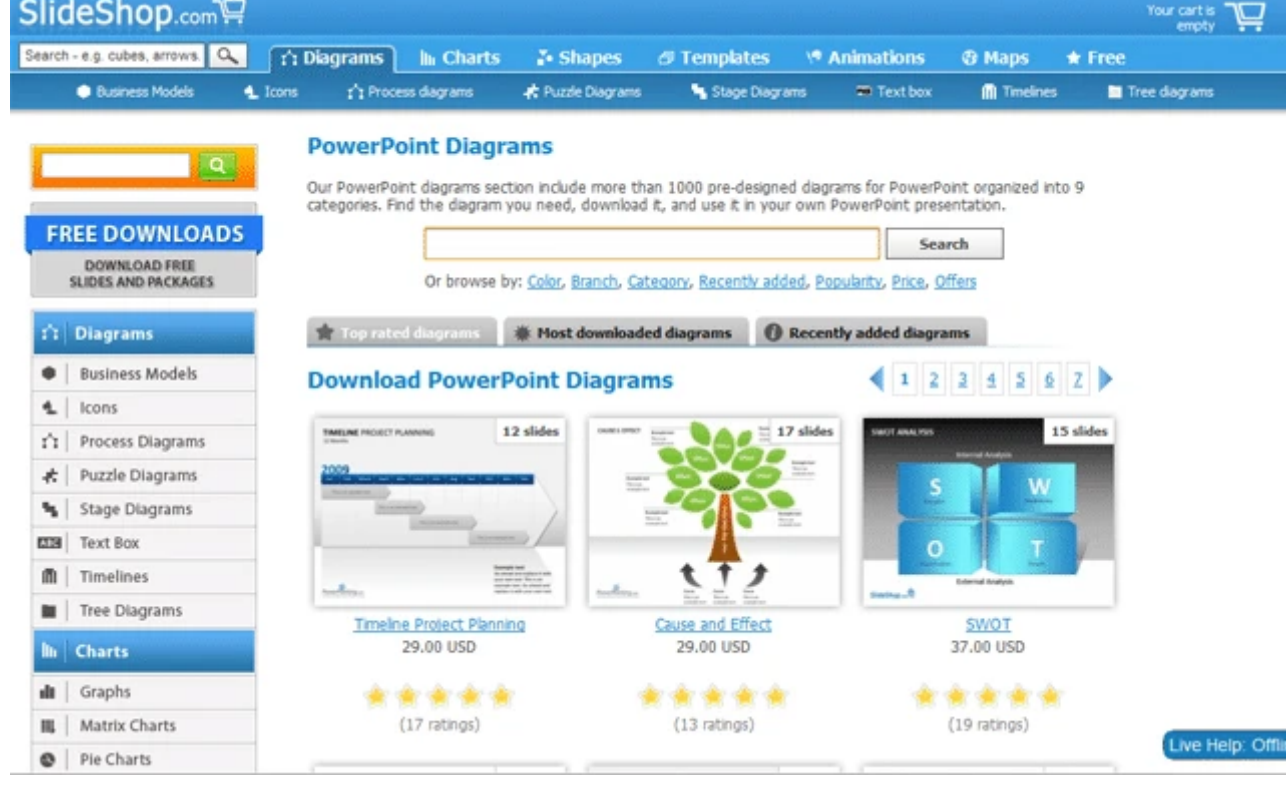 SlideShop.com
Your cart is
empty
Search - e.g. cubes, arrows.
Diagrams
Charts
Shapes
Templates
Animations
Maps
Free
Business Models
Icons
Process diagrams
Puzzle Diagrams
Stage Diagrams
Text box
Timelines
Tree diagrams
FREE DOWNLOADS
DOWNLOAD FREE
SLIDES AND PACKAGES
Diagrams
Business Models
Icons
Process Diagrams
Puzzle Diagrams
Stage Diagrams
ABC
Text Box
Timelines
Tree Diagrams
Charts
Graphs
Matrix Charts
Pie Charts
PowerPoint Diagrams
Our PowerPoint diagrams section include more than 1000 pre-designed diagrams for PowerPoint organized into 9
categories. Find the diagram you need, download it, and use it in your own PowerPoint presentation.
Search
Or browse by: Color, Branch, Category, Recently added, Popularity, Price, Offers
Top rated diagrams
Most downloaded diagrams
Recently added diagrams
Download PowerPoint Diagrams
1 2 3 4 5 6 7
TIMELINE PROJECT PLANNING
12 slides
2009
Timeline Project Planning
29.00 USD
(17 ratings)
CAUSE & EFFECT
17 slides
Cause and Effect
29.00 USD
(13 ratings)
SWOT ANALYSIS
15 slides
Internal Analysis
S
W
O
T
External Analysis
SWOT
37.00 USD
(19 ratings)
Live Help: Offli